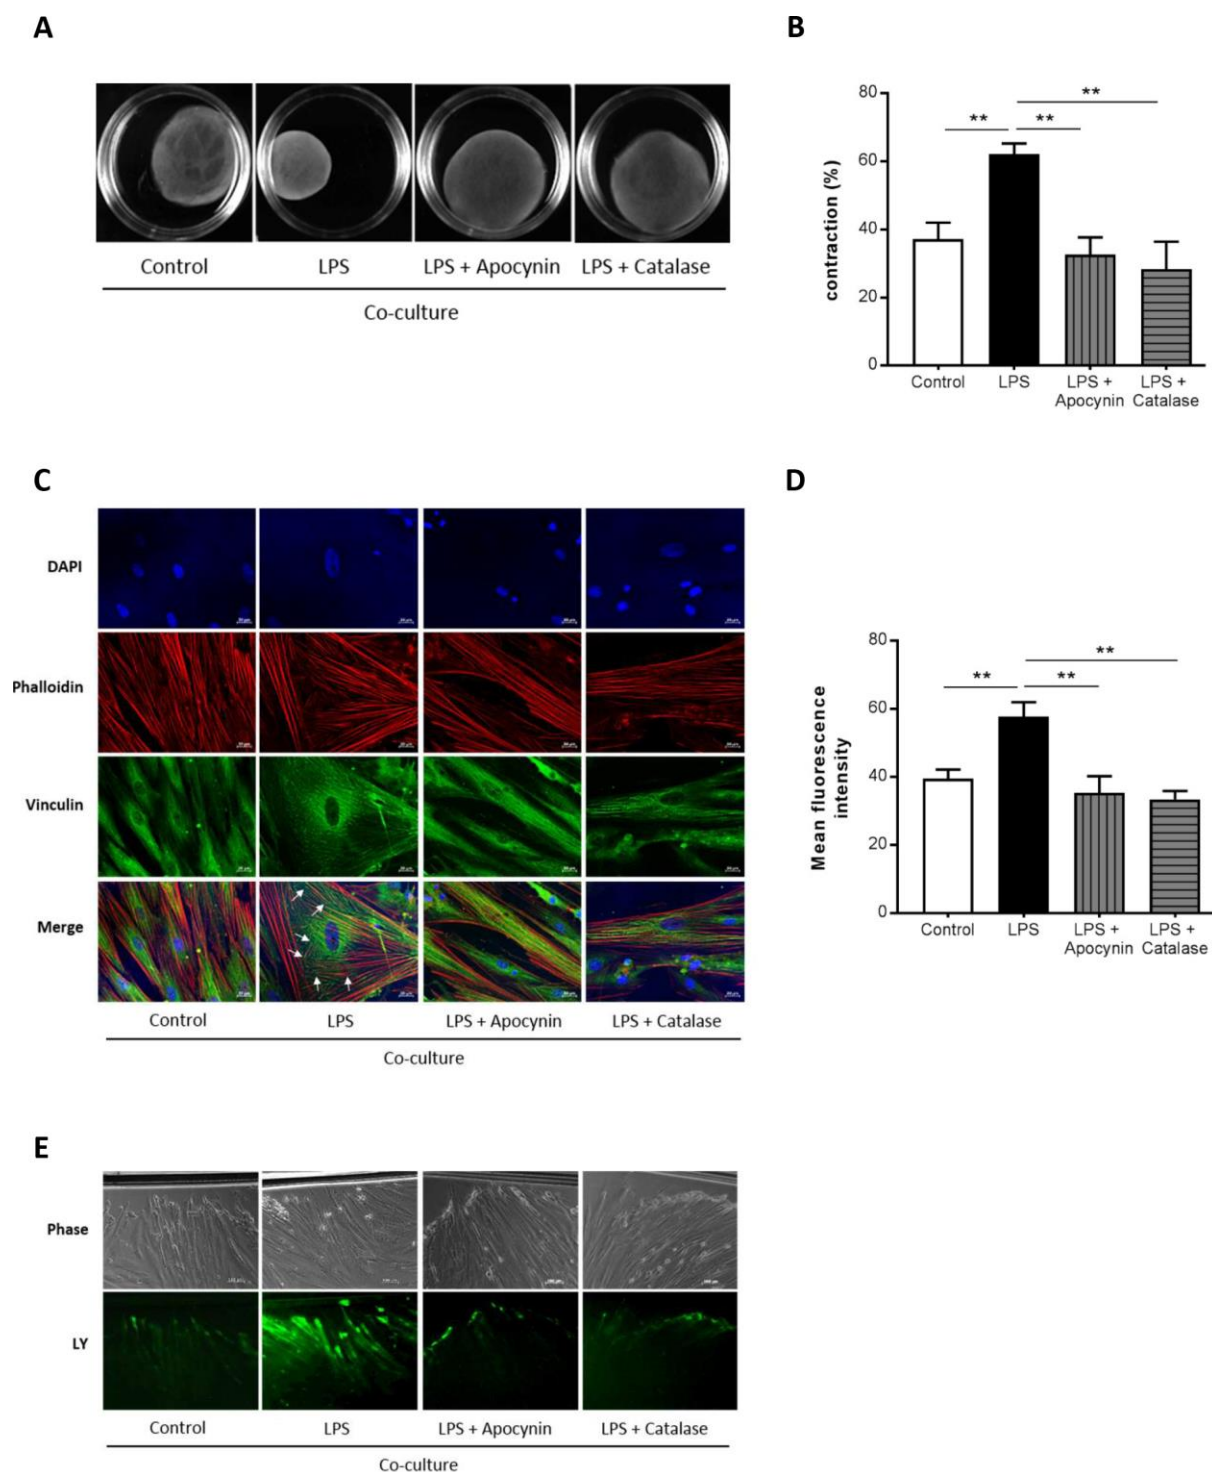 A
Control
LPS
LPS + Apocynin
LPS + Catalase
Co-culture
B
contraction (%)
80
60
40
20
0
**
**
**
Control
LPS
LPS +
Apocynin
LPS +
Catalase
C
DAPI
Phalloidin
Vinculin
Merge
Control
LPS
LPS + Apocynin
LPS + Catalase
Co-culture
D
Mean fluorescence
intensity
80
60
40
20
0
**
**
**
Control
LPS
LPS +
Apocynin
LPS +
Catalase
E
Phase
LY
Control
LPS
LPS + Apocynin
LPS + Catalase
Co-culture